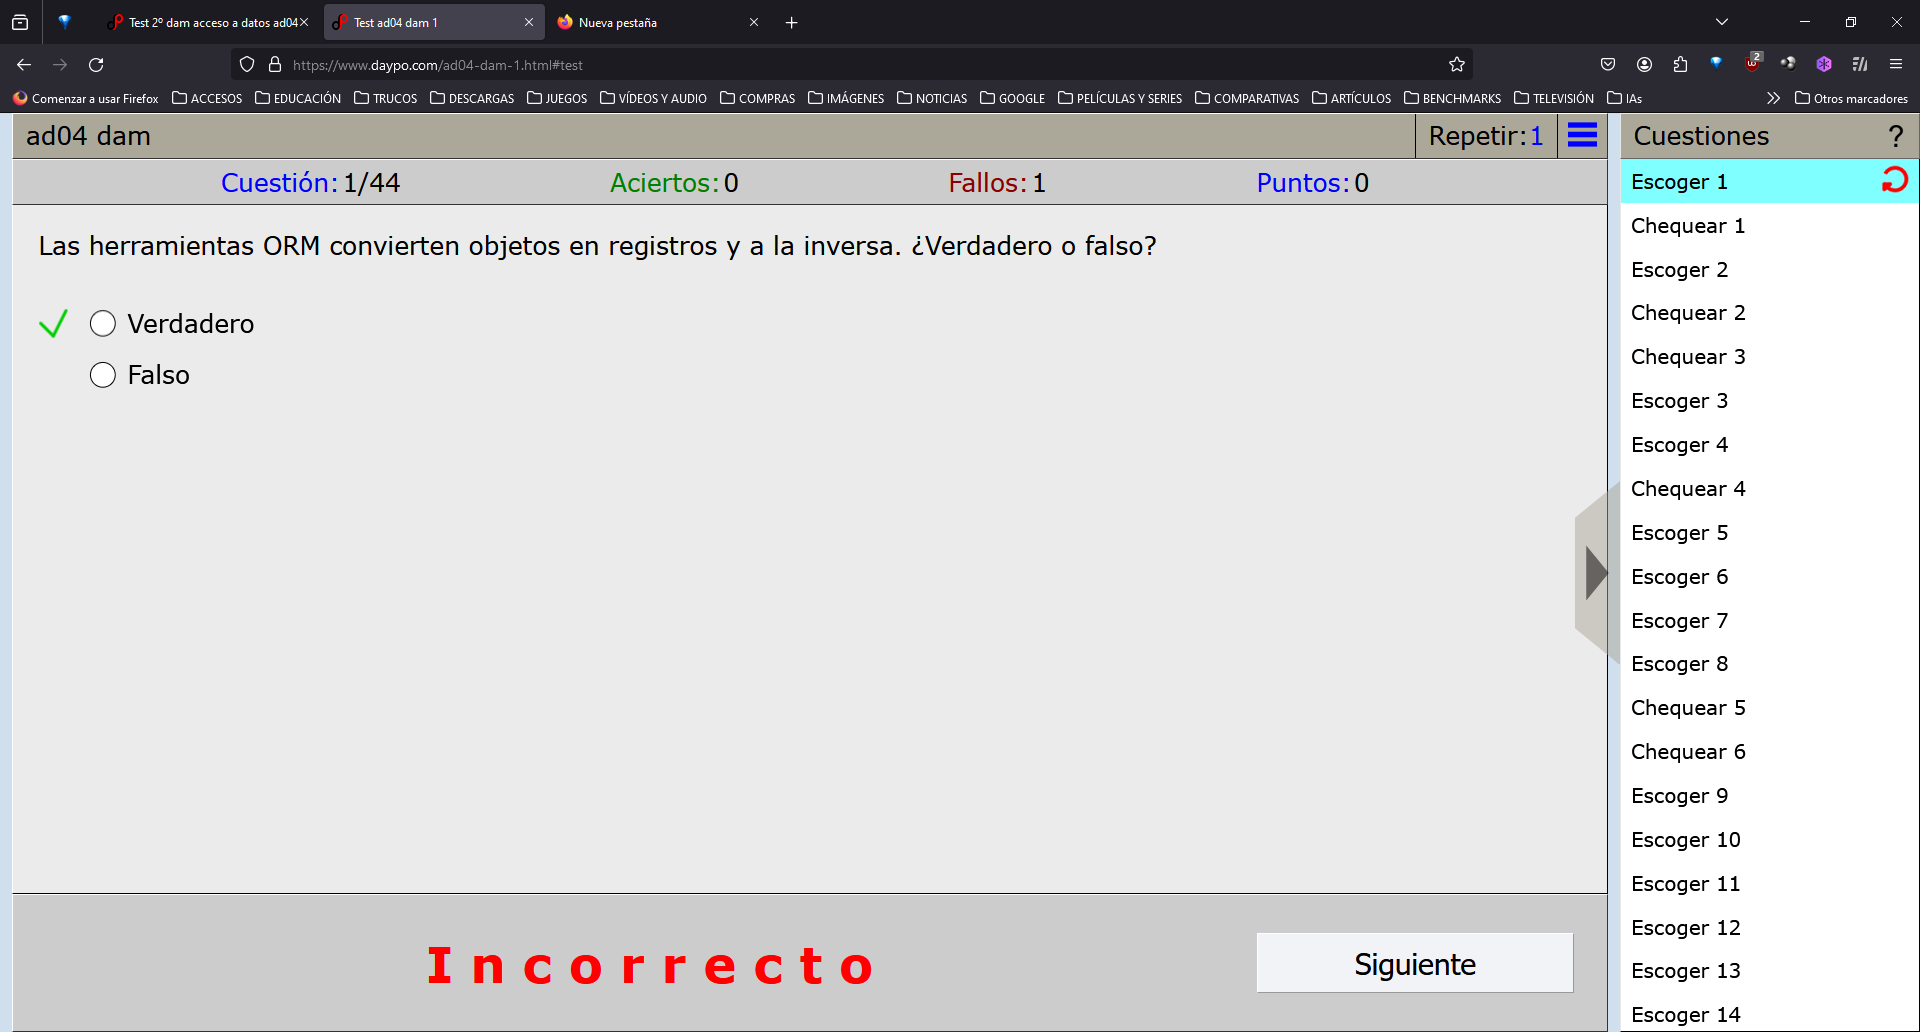 Test 2º dam acceso a datos ad04
Test ad04 dam 1
Nueva pestaña
https://www.daypo.com/ad04-dam-1.html#test
2
Comenzar a usar Firefox
ACCESOS
EDUCACIÓN
TRUCOS
DESCARGAS
JUEGOS
VÍDEOS Y AUDIO
COMPRAS
IMÁGENES
NOTICIAS
GOOGLE
PELÍCULAS Y SERIES
COMPARATIVAS
ARTÍCULOS
BENCHMARKS
TELEVISIÓN
IAs
Otros marcadores
ad04 dam
Repetir:1
Cuestión:1/44
Aciertos:0
Fallos:1
Puntos:0
Las herramientas ORM convierten objetos en registros y a la inversa. ¿Verdadero o falso?
Verdadero
Falso
Incorrecto
Siguiente
Cuestiones
?
Escoger 1
Chequear 1
Escoger 2
Chequear 2
Chequear 3
Escoger 3
Escoger 4
Chequear 4
Escoger 5
Escoger 6
Escoger 7
Escoger 8
Chequear 5
Chequear 6
Escoger 9
Escoger 10
Escoger 11
Escoger 12
Escoger 13
Escoger 14